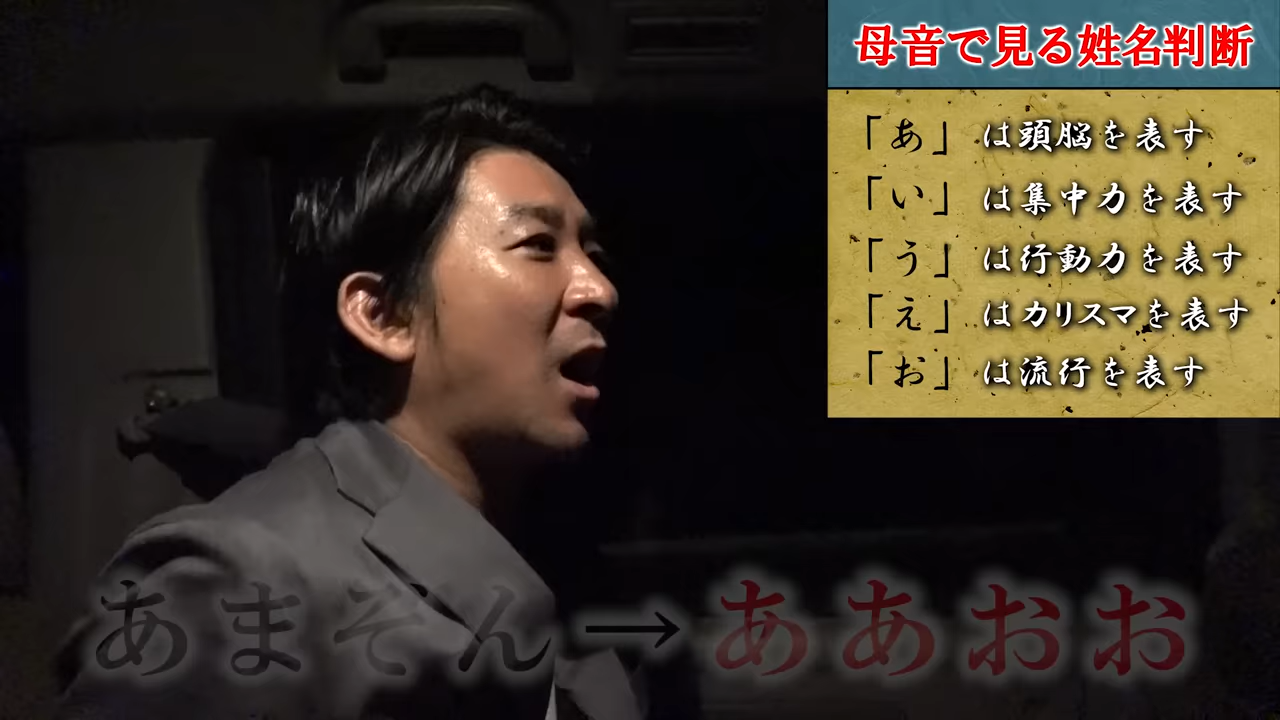 母音で見る姓名判断
「あ」は頭脳を表す
「い」は集中力を表す
「う」は行動力を表す
「え」はカリスマを表す
「お」は流行を表す
あまぞん→ああおお